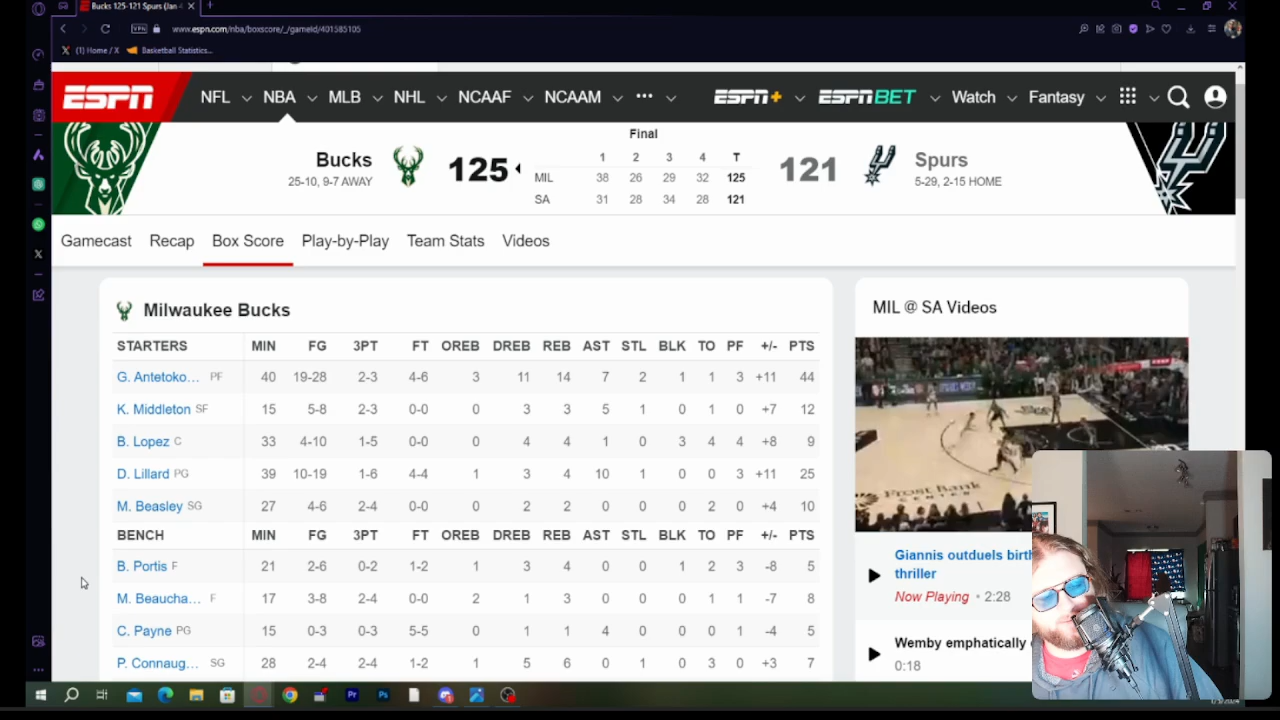 Bucks 125-121 Spurs (Jan 4
VPN
www.espn.com/nba/boxscore/_/gameId/401585105
(1) Home / X
Basketball Statistics...
ESPN NFL NBA MLB NHL NCAAF NCAAM ••• ESPN+ ESPN BET Watch Fantasy
Final
Bucks 125 1 2 3 4 T 121 Spurs
25-10, 9-7 AWAY MIL 38 26 29 32 125 5-29, 2-15 HOME
SA 31 28 34 28 121
Gamecast Recap Box Score Play-by-Play Team Stats Videos
Milwaukee Bucks
STARTERS MIN FG 3PT FT OREB DREB REB AST STL BLK TO PF +/- PTS
G. Antetoko... PF 40 19-28 2-3 4-6 3 11 14 7 2 1 1 3 +11 44
K. Middleton SF 15 5-8 2-3 0-0 0 3 3 5 1 0 1 0 +7 12
B. Lopez C 33 4-10 1-5 0-0 0 4 4 1 0 3 4 4 +8 9
D. Lillard PG 39 10-19 1-6 4-4 1 3 4 10 1 0 0 3 +11 25
M. Beasley SG 27 4-6 2-4 0-0 0 2 2 0 0 0 2 0 +4 10
BENCH MIN FG 3PT FT OREB DREB REB AST STL BLK TO PF +/- PTS
B. Portis F 21 2-6 0-2 1-2 1 3 4 0 0 1 2 3 -8 5
M. Beaucha... F 17 3-8 2-4 0-0 2 1 3 0 0 0 1 1 -7 8
C. Payne PG 15 0-3 0-3 5-5 0 1 1 4 0 0 0 1 -4 5
P. Connaug... SG 28 2-4 2-4 1-2 1 5 6 0 1 0 3 0 +3 7
MIL @ SA Videos
Frost Bank
CENTER
Giannis outduels birth
thriller
Now Playing • 2:28
Wemby emphatically
0:18